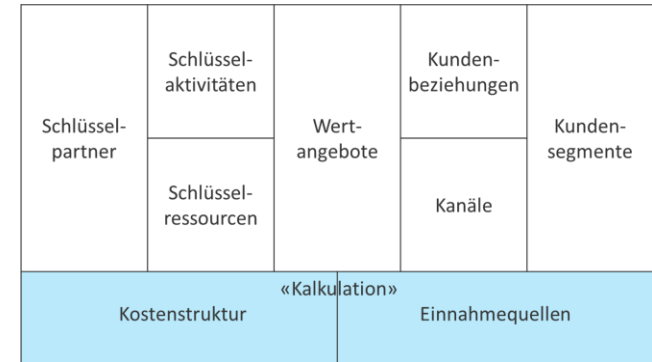 Schlüssel-
partner
Schlüssel-
aktivitäten
Schlüssel-
ressourcen
Wert-
angebote
Kunden-
beziehungen
Kanäle
Kunden-
segmente
«Kalkulation»
Kostenstruktur
Einnahmequellen